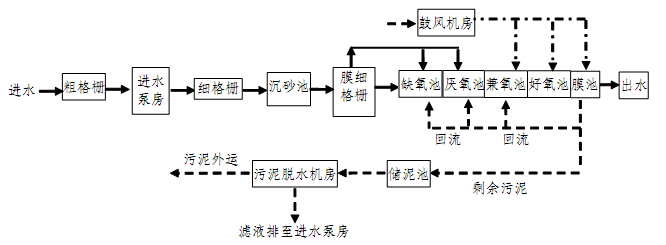 鼓风机房
进水
粗格栅
进水
泵房
细格栅
沉砂池
膜细
格栅
缺氧池
厌氧池
兼氧池
好氧池
膜池
出水
回流
回流
污泥外运
污泥脱水机房
储泥池
剩余污泥
滤液排至进水泵房